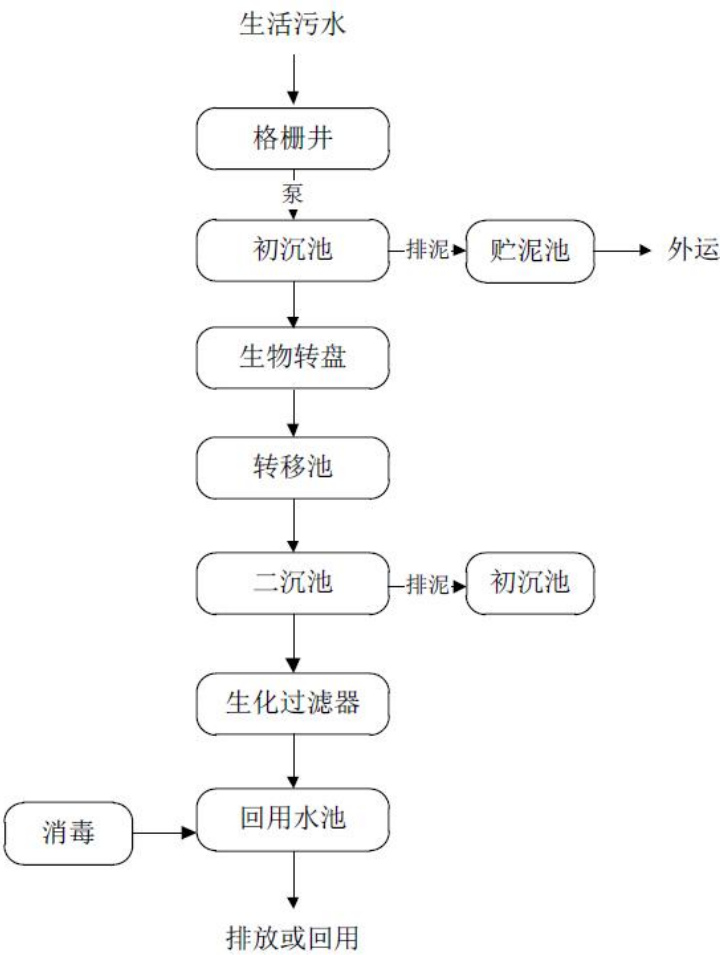 生活污水
格栅井
泵
初沉池
排泥
贮泥池
外运
生物转盘
转移池
二沉池
排泥
初沉池
生化过滤器
回用水池
消毒
排放或回用